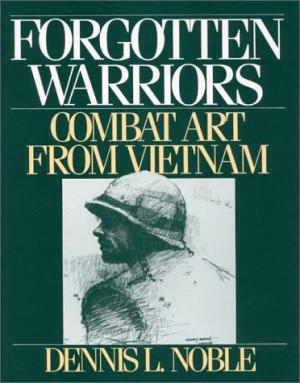 FORGOTTEN
WARRIORS
COMBAT ART
FROM VIETNAM
DENNIS L. NOBLE